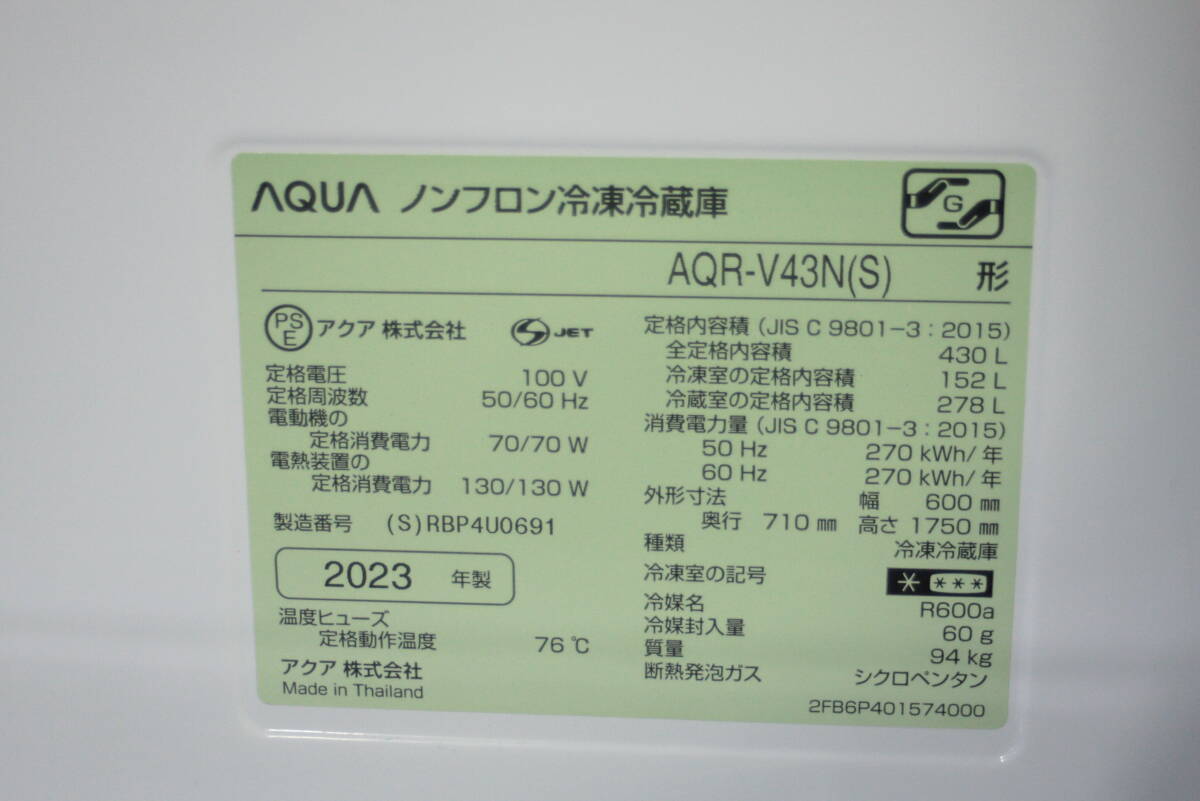 AQUA ノンフロン冷凍冷蔵庫
G
AQR-V43N(S) 形
PS
E
アクア 株式会社
S JET
定格電圧 100 V
定格周波数 50/60 Hz
電動機の
定格消費電力 70/70 W
電熱装置の
定格消費電力 130/130 W
製造番号 (S)RBP4U0691
2023 年製
温度ヒューズ
定格動作温度 76 ℃
アクア 株式会社
Made in Thailand
定格内容積 (JIS C 9801-3 : 2015)
全定格内容積 430 L
冷凍室の定格内容積 152 L
冷蔵室の定格内容積 278 L
消費電力量 (JIS C 9801-3 : 2015)
50 Hz 270 kWh/年
60 Hz 270 kWh/年
外形寸法 幅 600 ㎜
奥行 710 ㎜ 高さ 1750 ㎜
種類 冷凍冷蔵庫
冷凍室の記号 * ***
冷媒名 R600a
冷媒封入量 60 g
質量 94 kg
断熱発泡ガス シクロペンタン
2FB6P401574000